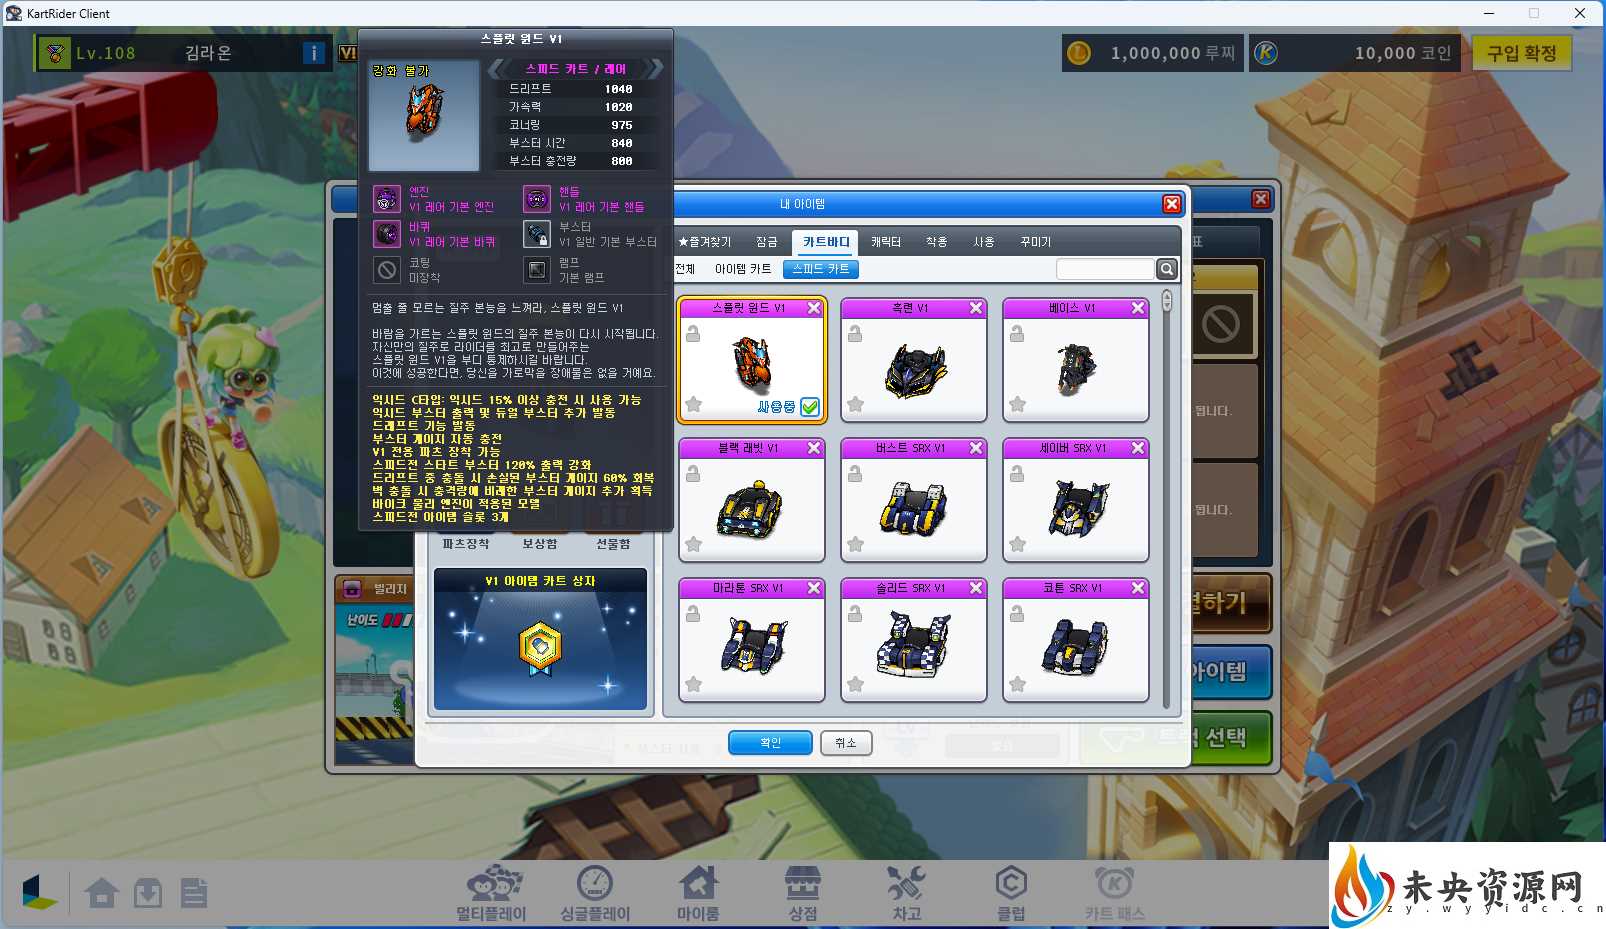 KartRider Client
Lv.108
김라온
i
1,000,000 루찌
10,000 코인
구입 확정
스플릿 윈드 V1
강화 불가
스피드 카트 / 레어
드리프트 1040
가속력 1020
코너링 975
부스터 시간 840
부스터 충전량 800
엔진
V1 레어 기본 엔진
핸들
V1 레어 기본 핸들
바퀴
V1 레어 기본 바퀴
부스터
V1 일반 기본 부스터
코팅
미장착
램프
기본 램프
멈출 줄 모르는 질주 본능을 느껴라, 스플릿 윈드 V1
바람을 가르는 스플릿 윈드의 질주 본능이 다시 시작됩니다.
자신만의 질주로 라이더를 최고로 만들어주는
스플릿 윈드 V1을 부디 통제하시길 바랍니다.
이것에 성공한다면, 당신을 가로막을 장애물은 없을 거예요.
익시드 C타입: 익시드 15% 이상 충전 시 사용 가능
익시드 부스터 출력 및 듀얼 부스터 추가 발동
드래프트 기능 발동
부스터 게이지 자동 충전
V1 전용 파츠 장착 가능
스피드전 스타트 부스터 120% 출력 강화
드리프트 중 충돌 시 손실된 부스터 게이지 60% 회복
벽 충돌 시 충격량에 비례한 부스터 게이지 추가 획득
바이크 물리 엔진이 적용된 모델
스피드전 아이템 슬롯 3개
내 아이템
★즐겨찾기 잠금 카트바디 캐릭터 착용 사용 꾸미기
전체 아이템 카트 스피드 카트
스플릿 윈드 V1
사용중
흑련 V1
베이스 V1
블랙 래빗 V1
버스트 SRX V1
세이버 SRX V1
마라톤 SRX V1
솔리드 SRX V1
코튼 SRX V1
파츠장착 보상함 선물함
V1 아이템 카트 상자
확인 취소
빌리지
난이도
됩니다.
됩니다.
아이템
트랙 선택
멀티플레이 싱글플레이 마이룸 상점 차고 클럽 카트 패스
未央资源网
zy.wyyidc.cn